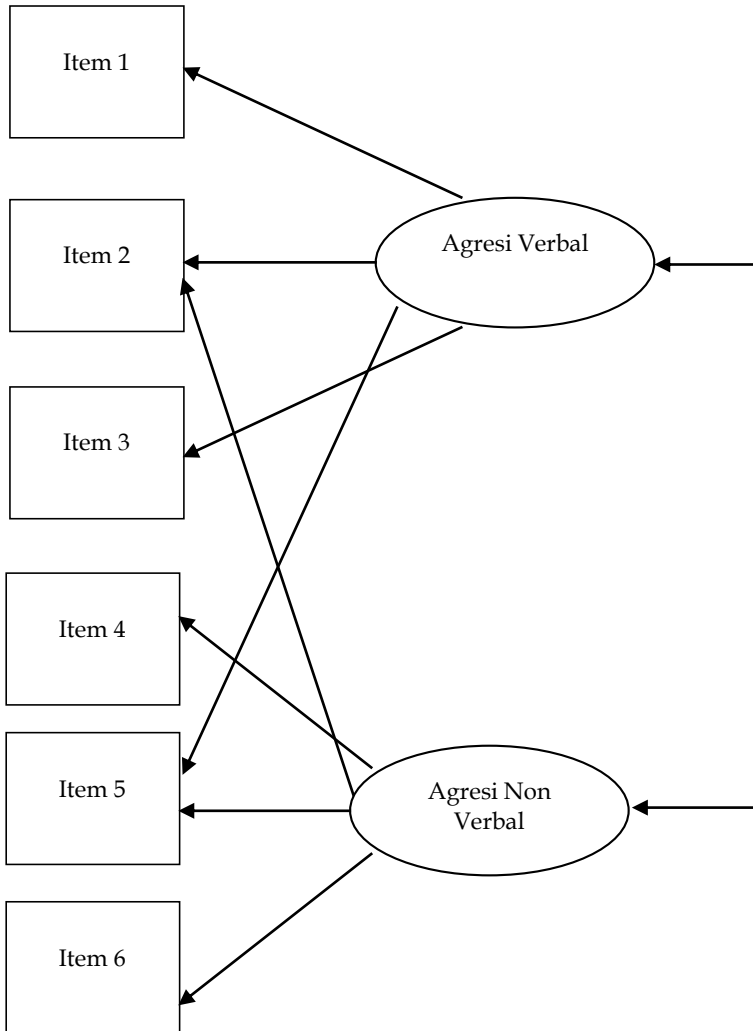 Item 1
Item 2
Agresi Verbal
Item 3
Item 4
Item 5
Agresi Non
Verbal
Item 6